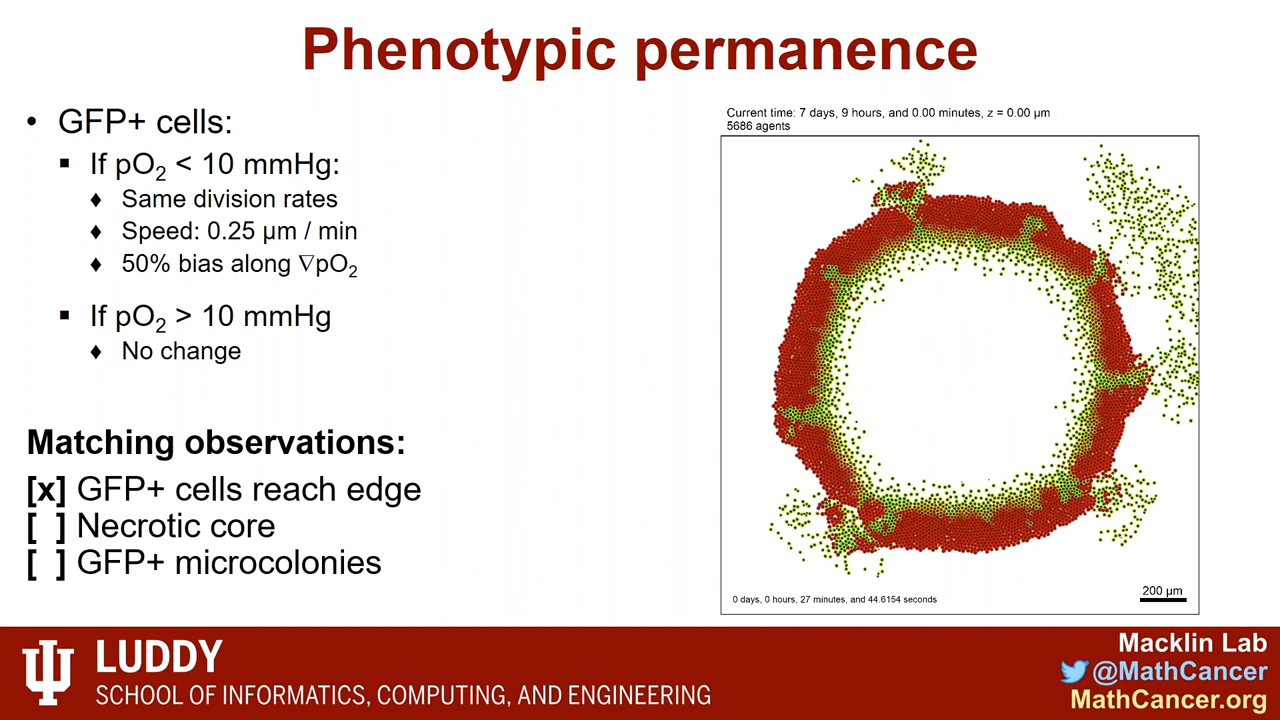 Phenotypic permanence
• GFP+ cells:
▪ If pO₂ < 10 mmHg:
♦ Same division rates
♦ Speed: 0.25 µm / min
♦ 50% bias along ∇pO₂
▪ If pO₂ > 10 mmHg
♦ No change
Matching observations:
[x] GFP+ cells reach edge
[ ] Necrotic core
[ ] GFP+ microcolonies
Current time: 7 days, 9 hours, and 0.00 minutes, z = 0.00 µm
5686 agents
0 days, 0 hours, 27 minutes, and 44.6154 seconds
200 µm
LUDDY
SCHOOL OF INFORMATICS, COMPUTING, AND ENGINEERING
Macklin Lab
@MathCancer
MathCancer.org